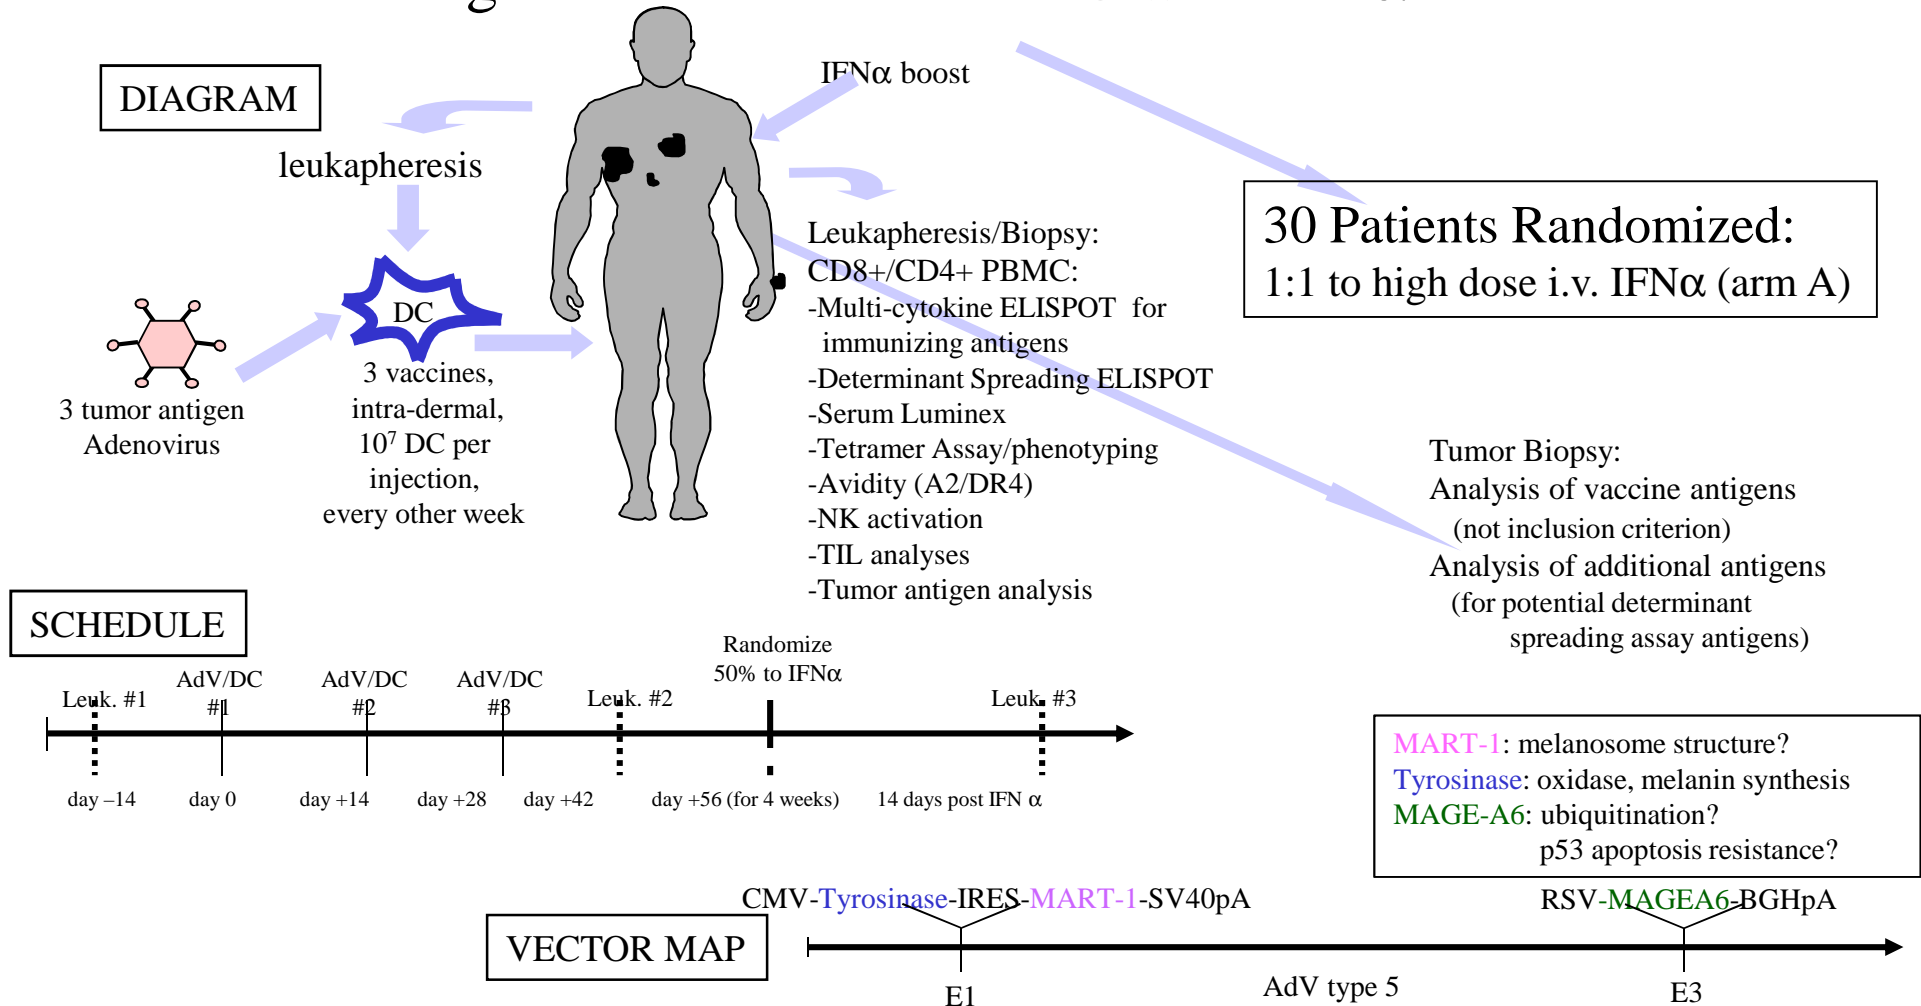 DIAGRAM
IFNα boost
leukapheresis
DC
3 tumor antigen
Adenovirus
3 vaccines,
intra-dermal,
10⁷ DC per
injection,
every other week
Leukapheresis/Biopsy:
CD8+/CD4+ PBMC:
-Multi-cytokine ELISPOT for
immunizing antigens
-Determinant Spreading ELISPOT
-Serum Luminex
-Tetramer Assay/phenotyping
-Avidity (A2/DR4)
-NK activation
-TIL analyses
-Tumor antigen analysis
30 Patients Randomized:
1:1 to high dose i.v. IFNα (arm A)
Tumor Biopsy:
Analysis of vaccine antigens
(not inclusion criterion)
Analysis of additional antigens
(for potential determinant
spreading assay antigens)
SCHEDULE
Leuk. #1
AdV/DC
#1
AdV/DC
#2
AdV/DC
#3
Leuk. #2
Randomize
50% to IFNα
Leuk. #3
day –14
day 0
day +14
day +28
day +42
day +56 (for 4 weeks)
14 days post IFN α
MART-1: melanosome structure?
Tyrosinase: oxidase, melanin synthesis
MAGE-A6: ubiquitination?
p53 apoptosis resistance?
VECTOR MAP
CMV-Tyrosinase-IRES-MART-1-SV40pA
RSV-MAGEA6-BGHpA
E1
AdV type 5
E3